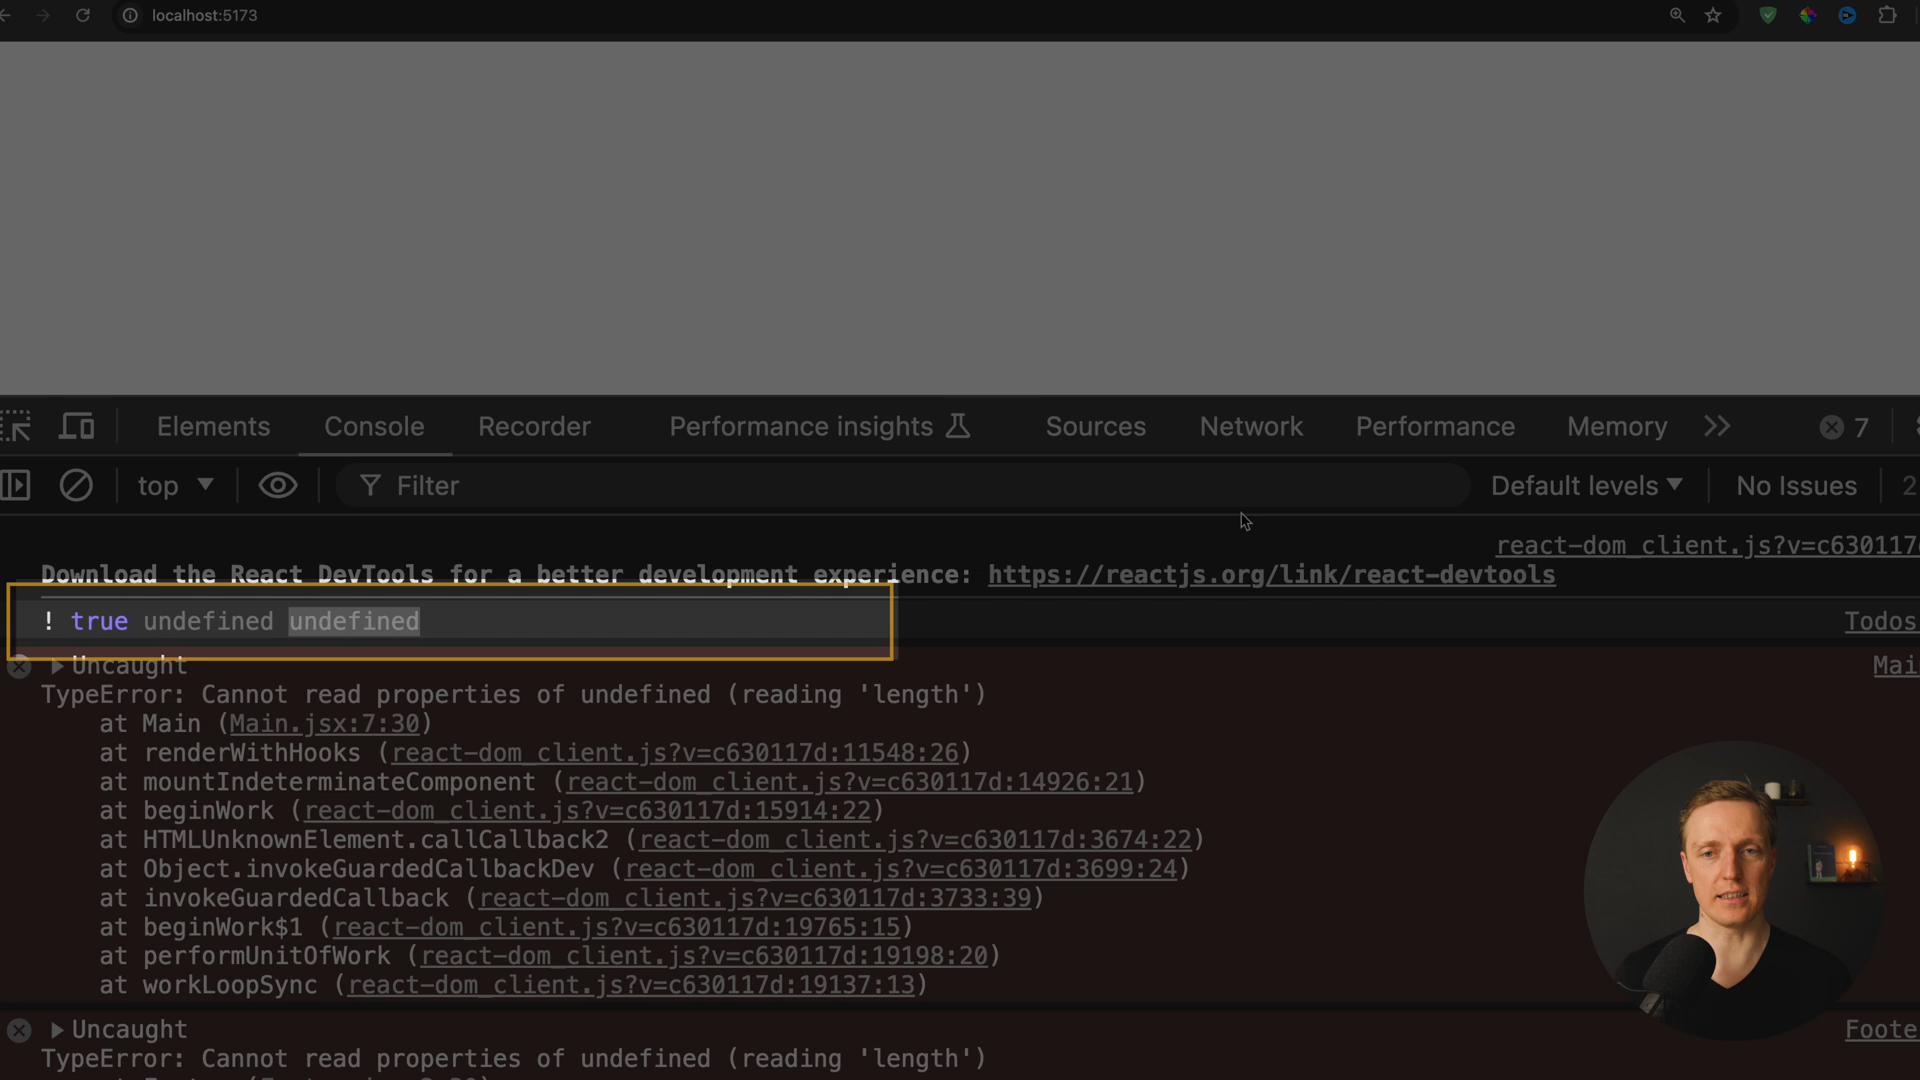 localhost:5173
Elements Console Recorder Performance insights Sources Network Performance Memory 7
top Filter Default levels No Issues 2
react-dom_client.js?v=c630117
Download the React DevTools for a better development experience: https://reactjs.org/link/react-devtools
! true undefined undefined Todos
Uncaught Mai
TypeError: Cannot read properties of undefined (reading 'length')
at Main (Main.jsx:7:30)
at renderWithHooks (react-dom_client.js?v=c630117d:11548:26)
at mountIndeterminateComponent (react-dom_client.js?v=c630117d:14926:21)
at beginWork (react-dom_client.js?v=c630117d:15914:22)
at HTMLUnknownElement.callCallback2 (react-dom_client.js?v=c630117d:3674:22)
at Object.invokeGuardedCallbackDev (react-dom_client.js?v=c630117d:3699:24)
at invokeGuardedCallback (react-dom_client.js?v=c630117d:3733:39)
at beginWork$1 (react-dom_client.js?v=c630117d:19765:15)
at performUnitOfWork (react-dom_client.js?v=c630117d:19198:20)
at workLoopSync (react-dom_client.js?v=c630117d:19137:13)
Uncaught Foote
TypeError: Cannot read properties of undefined (reading 'length')